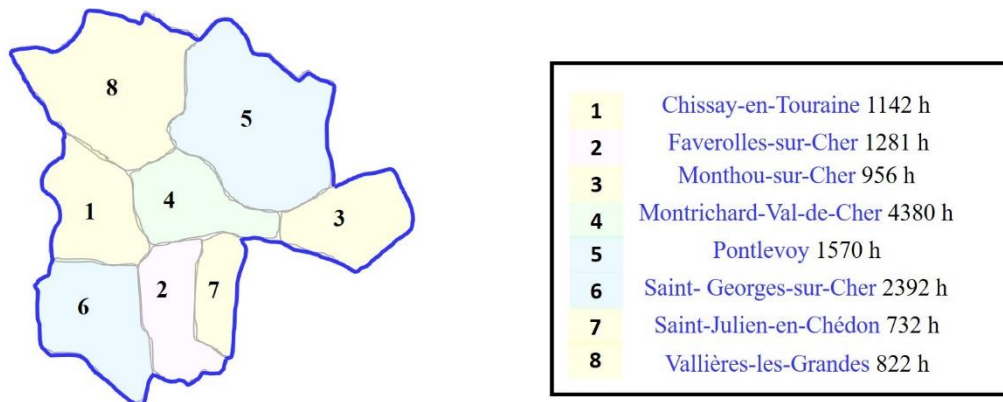 8
5
4
1
3
2
7
6
1 Chissay-en-Touraine 1142 h
2 Faverolles-sur-Cher 1281 h
3 Monthou-sur-Cher 956 h
4 Montrichard-Val-de-Cher 4380 h
5 Pontlevoy 1570 h
6 Saint- Georges-sur-Cher 2392 h
7 Saint-Julien-en-Chédon 732 h
8 Vallières-les-Grandes 822 h